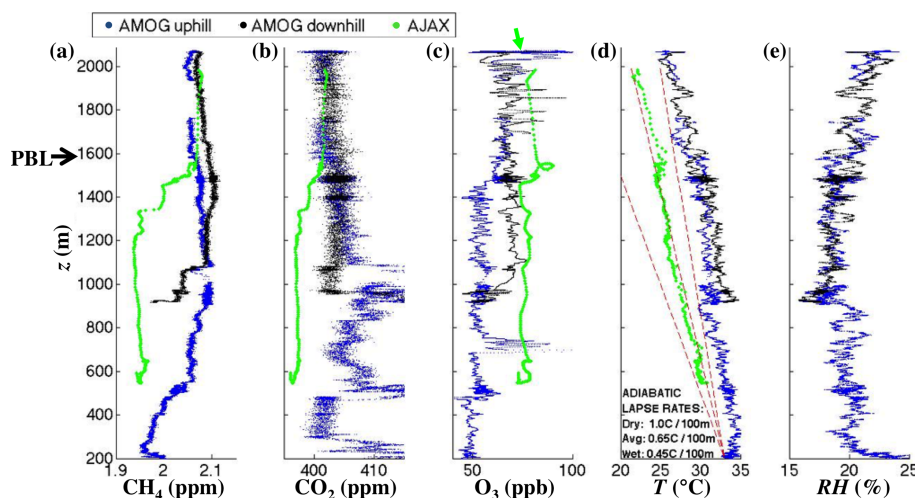 AMOG uphill AMOG downhill AJAX
(a) (b) (c) (d) (e)
2000
1800
PBL 1600
1400
z (m)
1200
1000
800
600
400
200
ADIABATIC
LAPSE RATES:
Dry: 1.0C / 100m
Avg: 0.65C / 100m
Wet: 0.45C / 100m
1.9 2 2.1 400 410 50 100 20 25 30 35 15 20 25
CH4 (ppm) CO2 (ppm) O3 (ppb) T (°C) RH (%)